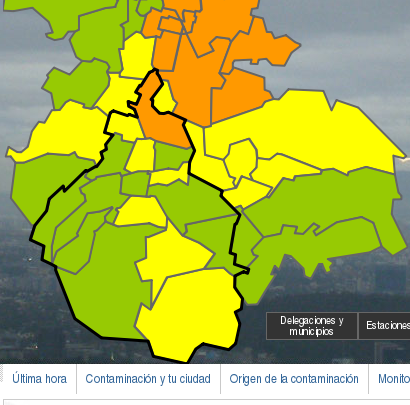 Delegaciones y
municipios
Estaciones
Última hora
Contaminación y tu ciudad
Origen de la contaminación
Monito